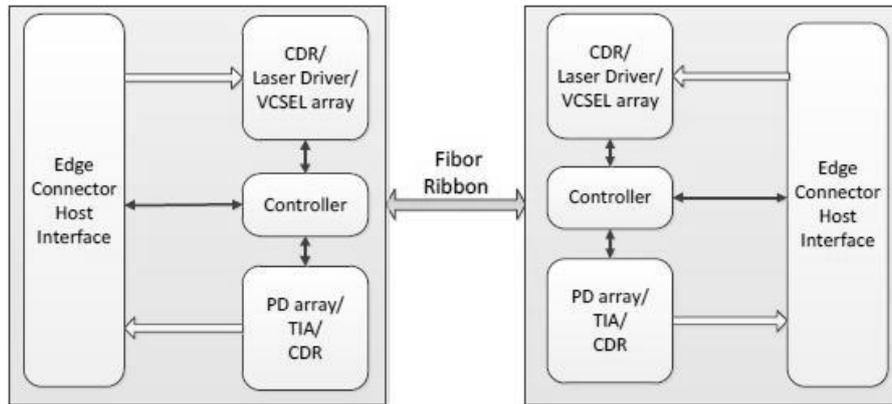 Edge
Connector
Host
Interface
CDR/
Laser Driver/
VCSEL array
Controller
PD array/
TIA/
CDR
Fibor
Ribbon
CDR/
Laser Driver/
VCSEL array
Controller
PD array/
TIA/
CDR
Edge
Connector
Host
Interface